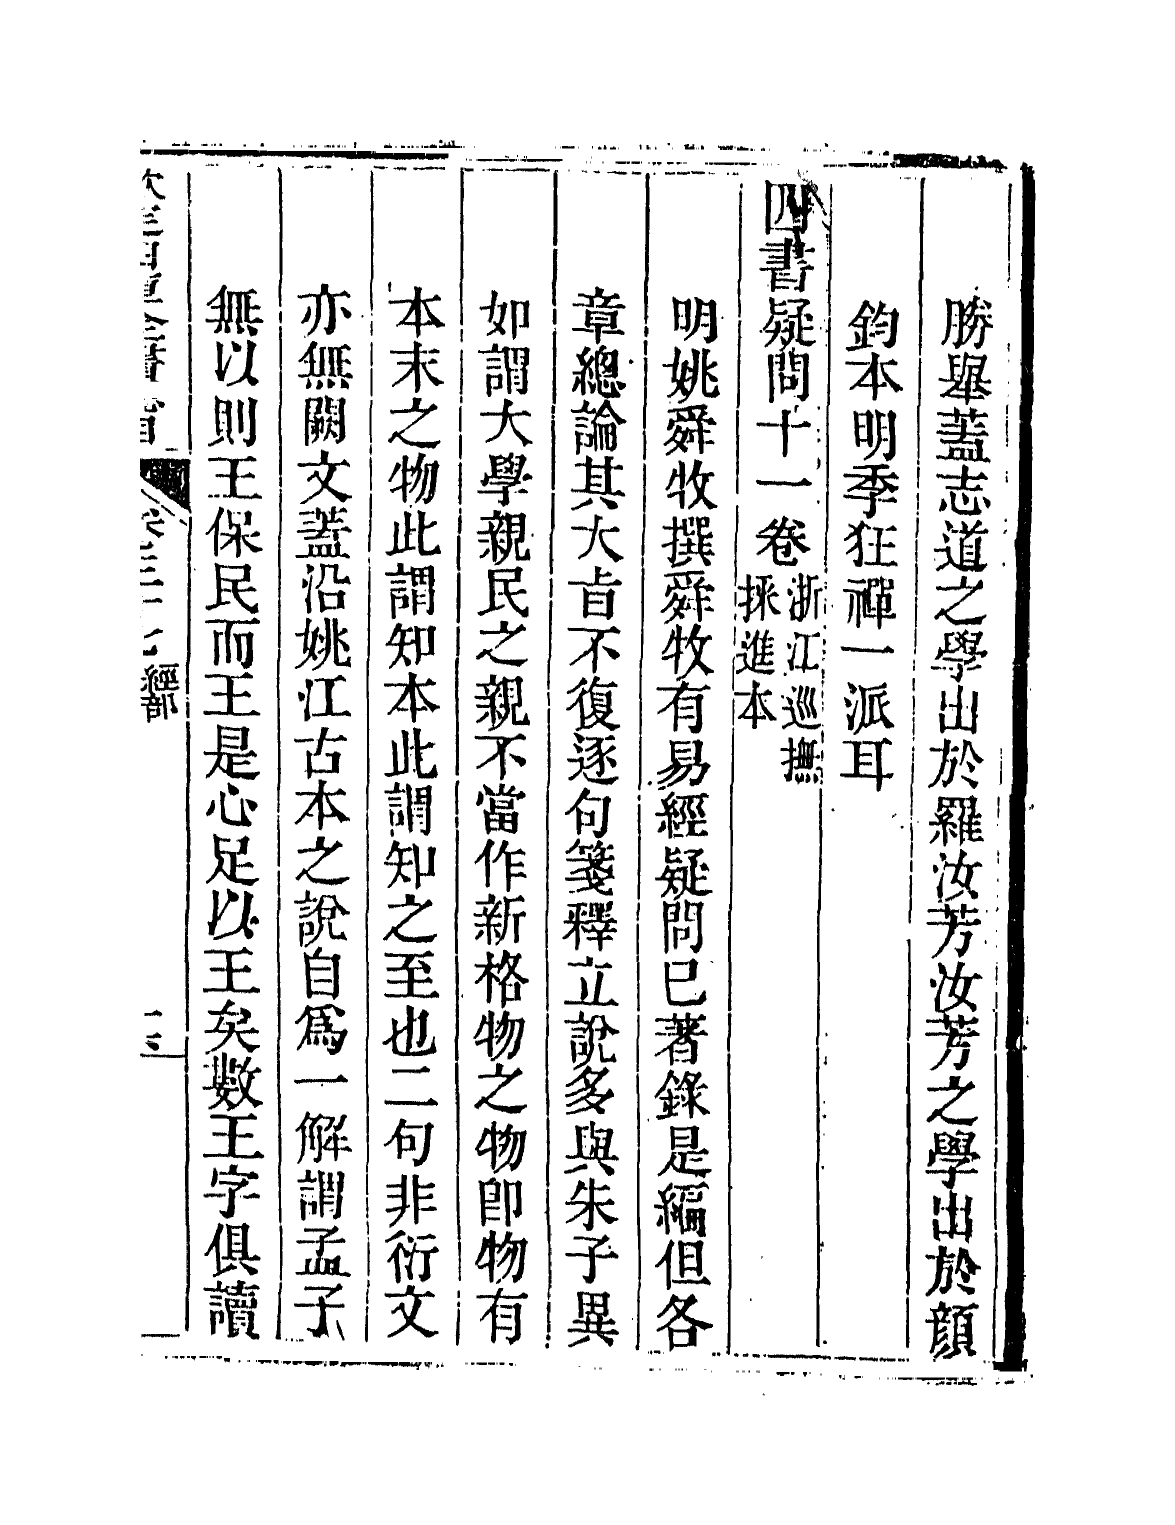 勝舉蓋志道之學出於羅汝芳汝芳之學出於顔
鈞本明季狂禪一派耳
四書疑問十一卷浙江巡撫
採進本
明姚舜牧撰舜牧有易經疑問已著錄是編但各
章總論其大旨不復逐句箋釋立說多與朱子異
如謂大學親民之親不當作新格物之物即物有
本末之物此謂知本此謂知之至也二句非衍文
亦無闕文蓋沿姚江古本之說自爲一解謂孟子
無以則王保民而王是心足以王矣數王字俱讀
欽定四庫全書總目 卷三十七 經部